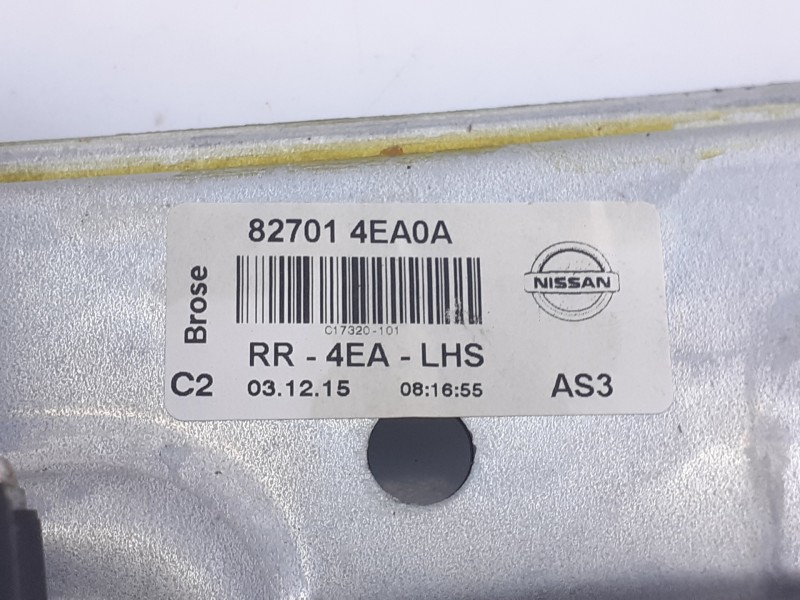 82701 4EA0A
Brose
NISSAN
C17320-101
RR - 4EA - LHS
C2 03.12.15 08:16:55 AS3